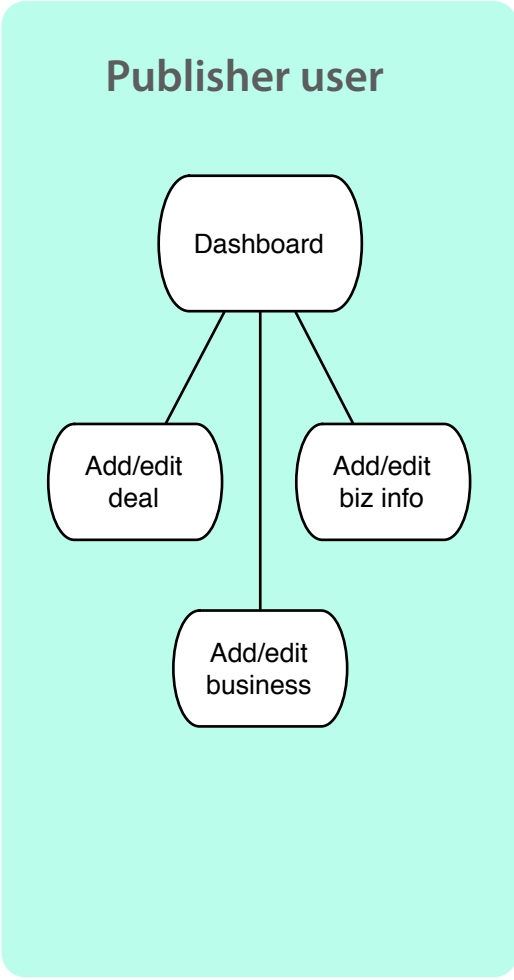 Publisher user
Dashboard
Add/edit
deal
Add/edit
biz info
Add/edit
business